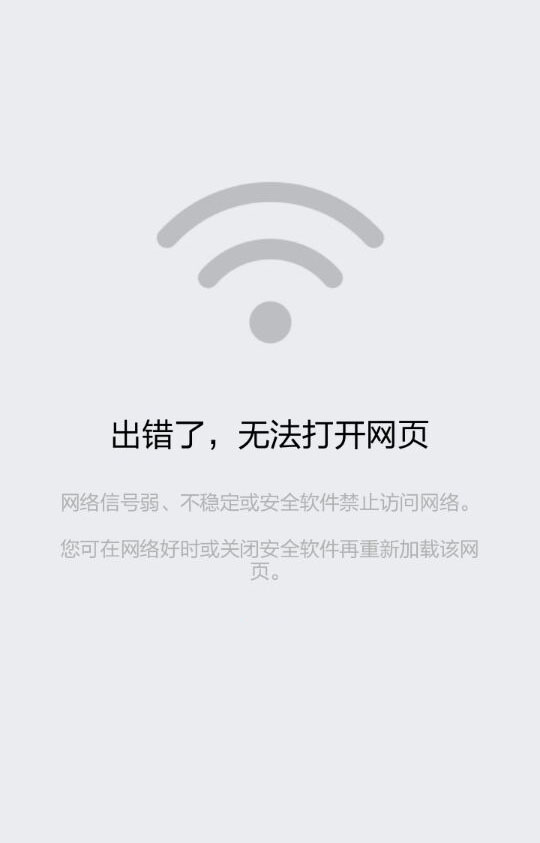 出错了，无法打开网页
网络信号弱、不稳定或安全软件禁止访问网络。
您可在网络好时或关闭安全软件再重新加载该网
页。